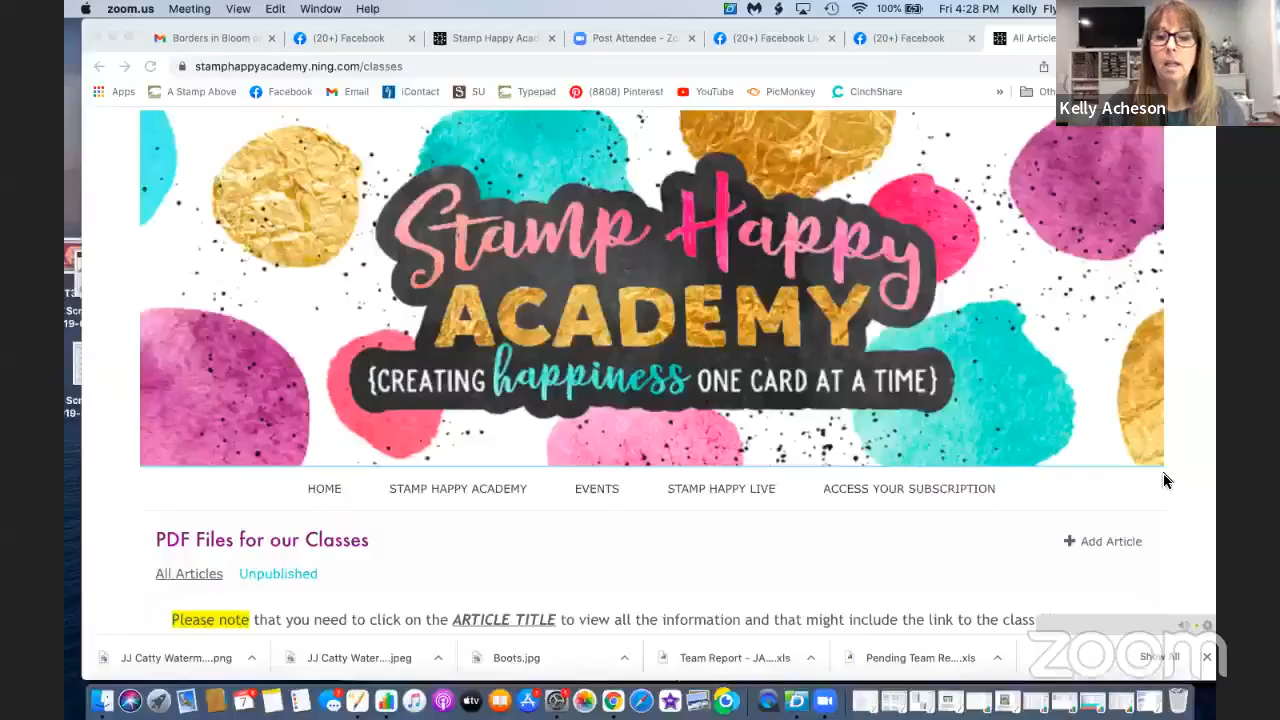 zoom.us Meeting View Edit Window Help 100% Fri 4:28 PM Kelly Fly
Borders in Bloom o (20+) Facebook Stamp Happy Acad Post Attendee - Zo (20+) Facebook Liv (20+) Facebook All Article
stamphappyacademy.ning.com/classes
Apps A Stamp Above Facebook Email iContact SU Typepad (8808) Pinterest YouTube PicMonkey CinchShare » Oth
Kelly Acheson
Stamp Happy
ACADEMY
{CREATING happiness ONE CARD AT A TIME}
HOME STAMP HAPPY ACADEMY EVENTS STAMP HAPPY LIVE ACCESS YOUR SUBSCRIPTION
PDF Files for our Classes
+ Add Article
All Articles Unpublished
Please note that you need to click on the ARTICLE TITLE to view all the information and that might include the link to the class
JJ Catty Waterm....png JJ Catty Water....jpeg Boots.jpg Team Report - JA....xls Pending Team Re....xls Show All
zoom